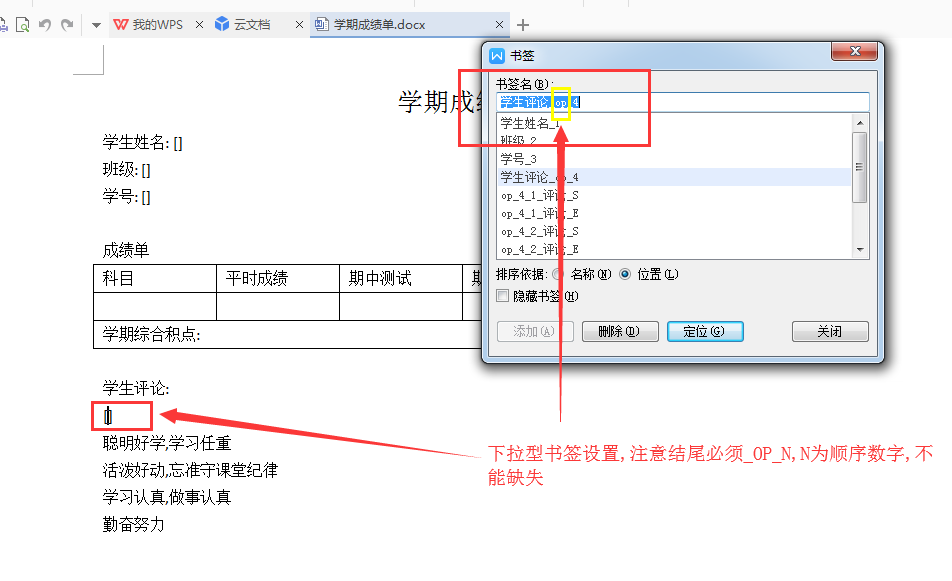 我的WPS
云文档
学期成绩单.docx
学期成
学生姓名: []
班级: []
学号: []
成绩单
科目 平时成绩 期中测试
学期综合积点:
学生评论:
[]
聪明好学,学习任重
活泼好动,忘准守课堂纪律
学习认真,做事认真
勤奋努力
书签
书签名(B):
学生评论_op_4
学生姓名_1
班级_2
学号_3
学生评论_op_4
op_4_1_评论_S
op_4_1_评论_E
op_4_2_评论_S
op_4_2_评论_E
排序依据: 名称(N) 位置(L)
隐藏书签(H)
添加(A) 删除(D) 定位(G) 关闭
下拉型书签设置,注意结尾必须_OP_N,N为顺序数字,不
能缺失